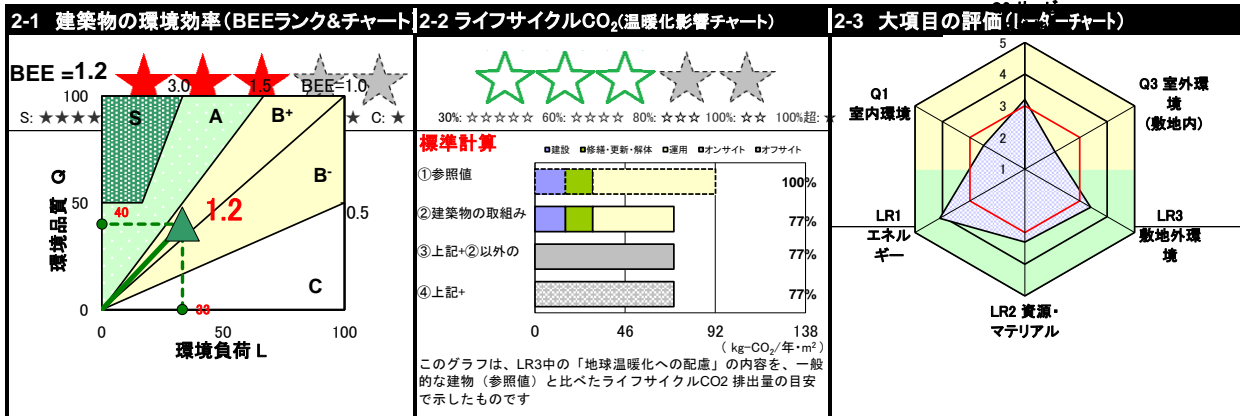 2-1 建築物の環境効率(BEEランク&チャート)
BEE =1.2
3.0
1.5
BEE=1.0
100
S: ★★★★
★ C: ★
S
A
B+
B-
50
40
1.2
0.5
C
0
33
0
50
100
環境品質 Q
環境負荷 L
2-2 ライフサイクルCO2(温暖化影響チャート)
30%: ☆☆☆☆☆ 60%: ☆☆☆☆ 80%: ☆☆☆ 100%: ☆☆ 100%超: ★
標準計算
■建設 ■修繕・更新・解体 □運用 ■オンサイト ■オフサイト
①参照値
100%
②建築物の取組み
77%
③上記+②以外の
77%
④上記+
77%
0
46
92
138
( kg-CO2/年・m² )
このグラフは、LR3中の「地球温暖化への配慮」の内容を、一般
的な建物(参照値)と比べたライフサイクルCO2 排出量の目安
で示したものです
2-3 大項目の評価(レーダーチャート)
5
4
3
2
1
Q1
室内環境
Q3 室外環
境
(敷地内)
LR1
エネル
ギー
LR3
敷地外環
境
LR2 資源・
マテリアル